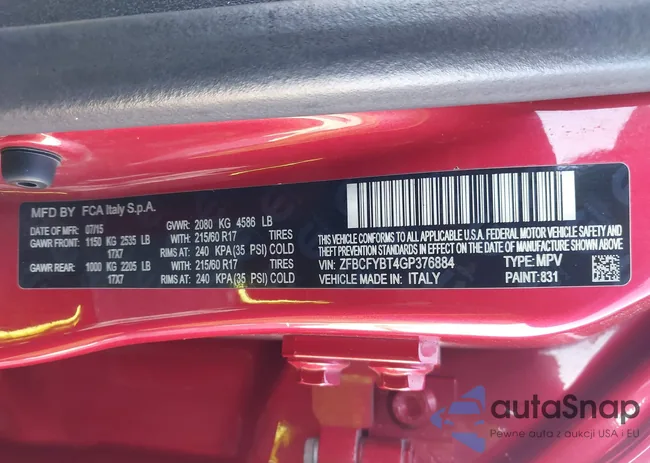 MFD BY FCA Italy S.p.A.
DATE OF MFR: 07/15 GVWR: 2080 KG 4586 LB
GAWR FRONT: 1150 KG 2535 LB WITH: 215/60 R17 TIRES
17X7 RIMS AT: 240 KPA(35 PSI) COLD
GAWR REAR: 1000 KG 2205 LB WITH: 215/60 R17 TIRES
17X7 RIMS AT: 240 KPA(35 PSI) COLD
THIS VEHICLE CONFORMS TO ALL APPLICABLE U.S.A. FEDERAL MOTOR VEHICLE SAFETY,
BUMPER, AND THEFT PREVENTION STANDARDS IN
EFFECT ON THE DATE OF MANUFACTURE SHOWN ABOVE.
VIN: ZFBCFYBT4GP376884 TYPE: MPV
VEHICLE MADE IN: ITALY PAINT: 831
autaSnap
Pewne auta z aukcji USA i EU